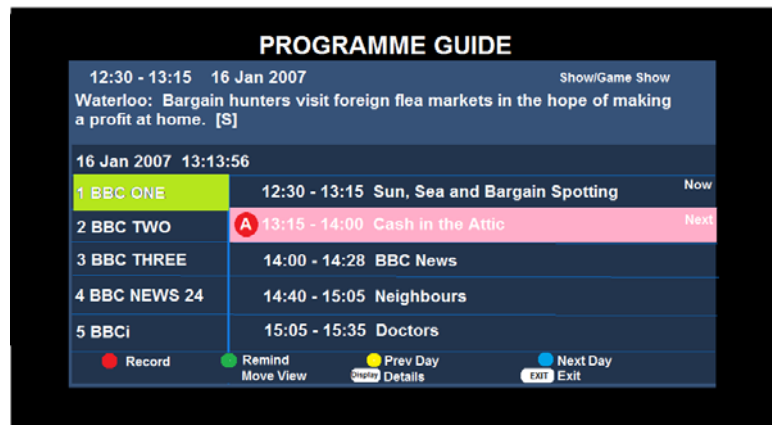 PROGRAMME GUIDE
12:30 - 13:15 16 Jan 2007 Show/Game Show
Waterloo: Bargain hunters visit foreign flea markets in the hope of making
a profit at home. [S]
16 Jan 2007 13:13:56
1 BBC ONE 12:30 - 13:15 Sun, Sea and Bargain Spotting Now
2 BBC TWO A 13:15 - 14:00 Cash in the Attic Next
3 BBC THREE 14:00 - 14:28 BBC News
4 BBC NEWS 24 14:40 - 15:05 Neighbours
5 BBCi 15:05 - 15:35 Doctors
Record Remind Prev Day Next Day
Move View Display Details EXIT Exit